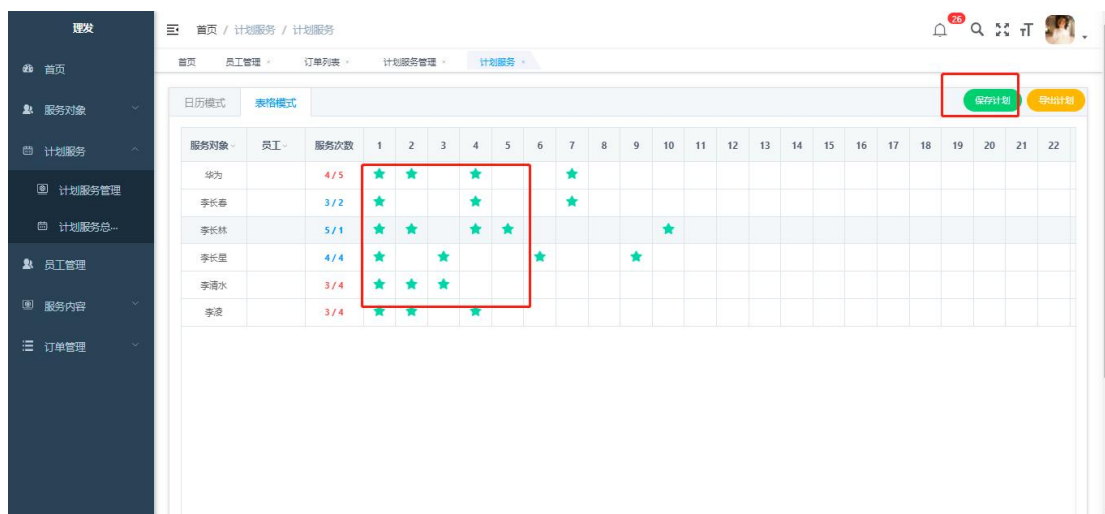 理发
首页 / 计划服务 / 计划服务
26
首页 员工管理 订单列表 计划服务管理 计划服务
首页
服务对象
计划服务
计划服务管理
计划服务总...
员工管理
服务内容
订单管理
日历模式 表格模式 保存计划 导出计划
服务对象 员工 服务次数 1 2 3 4 5 6 7 8 9 10 11 12 13 14 15 16 17 18 19 20 21 22
华为 4 / 5
李长春 3 / 2
李长林 5 / 1
李长星 4 / 4
李清水 3 / 4
李凌 3 / 4